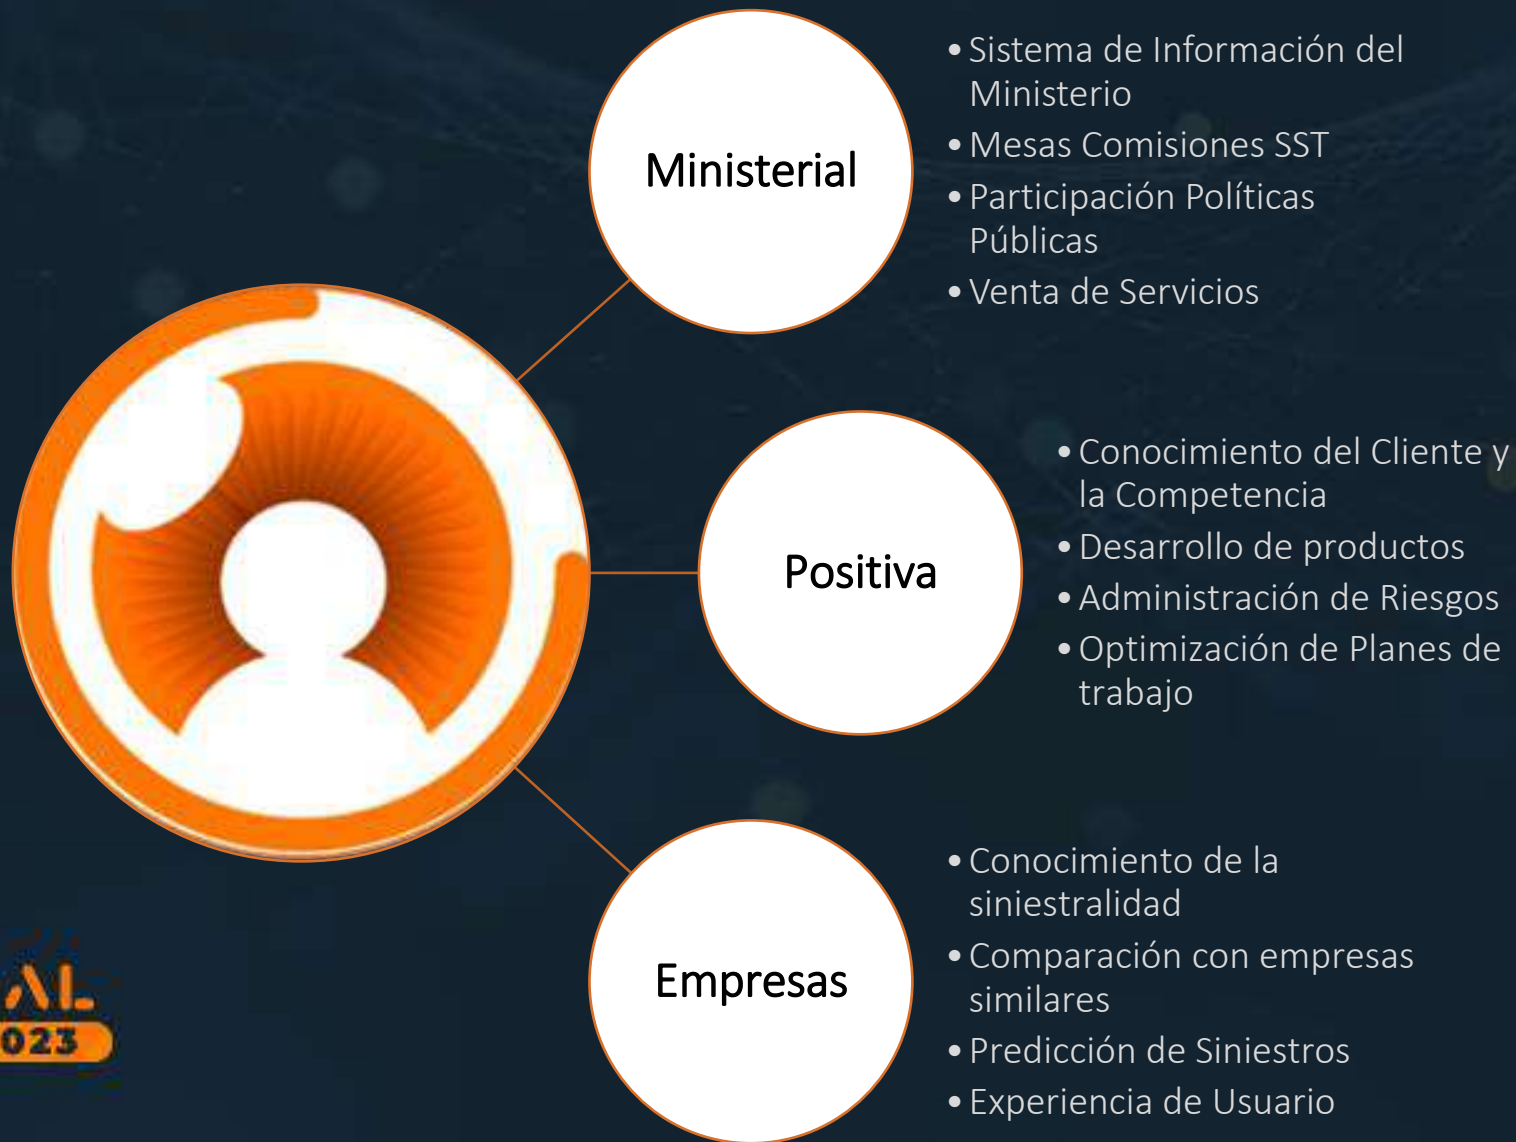 Ministerial
• Sistema de Información del
Ministerio
• Mesas Comisiones SST
• Participación Políticas
Públicas
• Venta de Servicios
Positiva
• Conocimiento del Cliente y
la Competencia
• Desarrollo de productos
• Administración de Riesgos
• Optimización de Planes de
trabajo
Empresas
• Conocimiento de la
siniestralidad
• Comparación con empresas
similares
• Predicción de Siniestros
• Experiencia de Usuario
AL
023